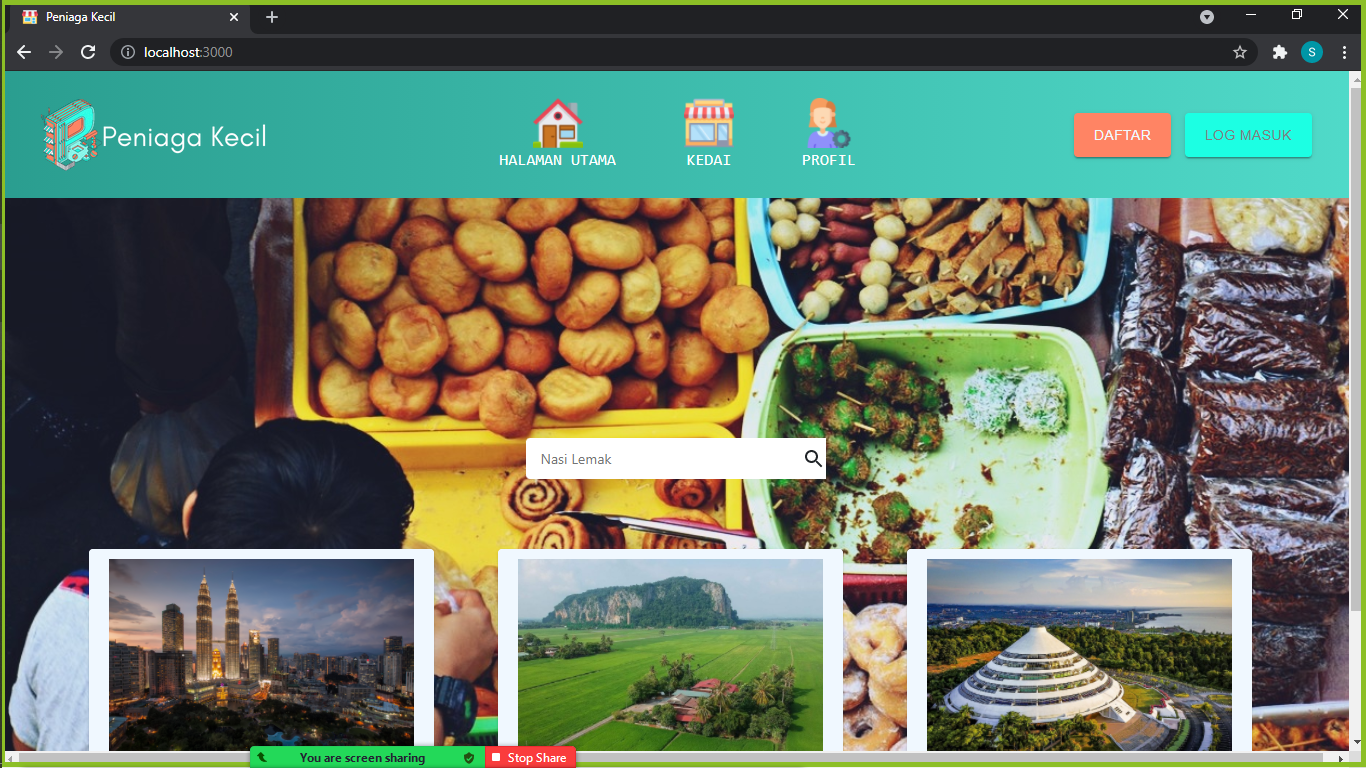 Peniaga Kecil
localhost:3000
S
Peniaga Kecil
HALAMAN UTAMA
KEDAI
PROFIL
DAFTAR
LOG MASUK
Nasi Lemak
You are screen sharing
Stop Share